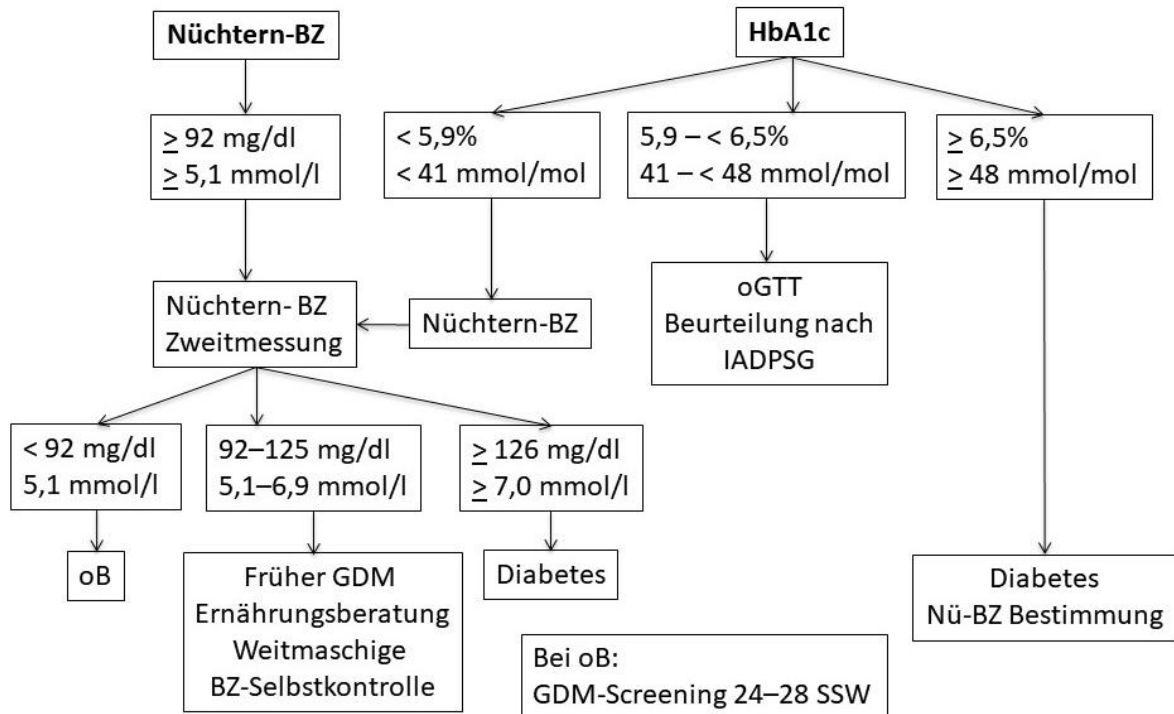 Nüchtern-BZ
HbA1c
≥ 92 mg/dl
≥ 5,1 mmol/l
< 5,9%
< 41 mmol/mol
5,9 – < 6,5%
41 – < 48 mmol/mol
≥ 6,5%
≥ 48 mmol/mol
Nüchtern- BZ
Zweitmessung
Nüchtern-BZ
oGTT
Beurteilung nach
IADPSG
< 92 mg/dl
5,1 mmol/l
92–125 mg/dl
5,1–6,9 mmol/l
≥ 126 mg/dl
≥ 7,0 mmol/l
oB
Früher GDM
Ernährungsberatung
Weitmaschige
BZ-Selbstkontrolle
Diabetes
Diabetes
Nü-BZ Bestimmung
Bei oB:
GDM-Screening 24–28 SSW